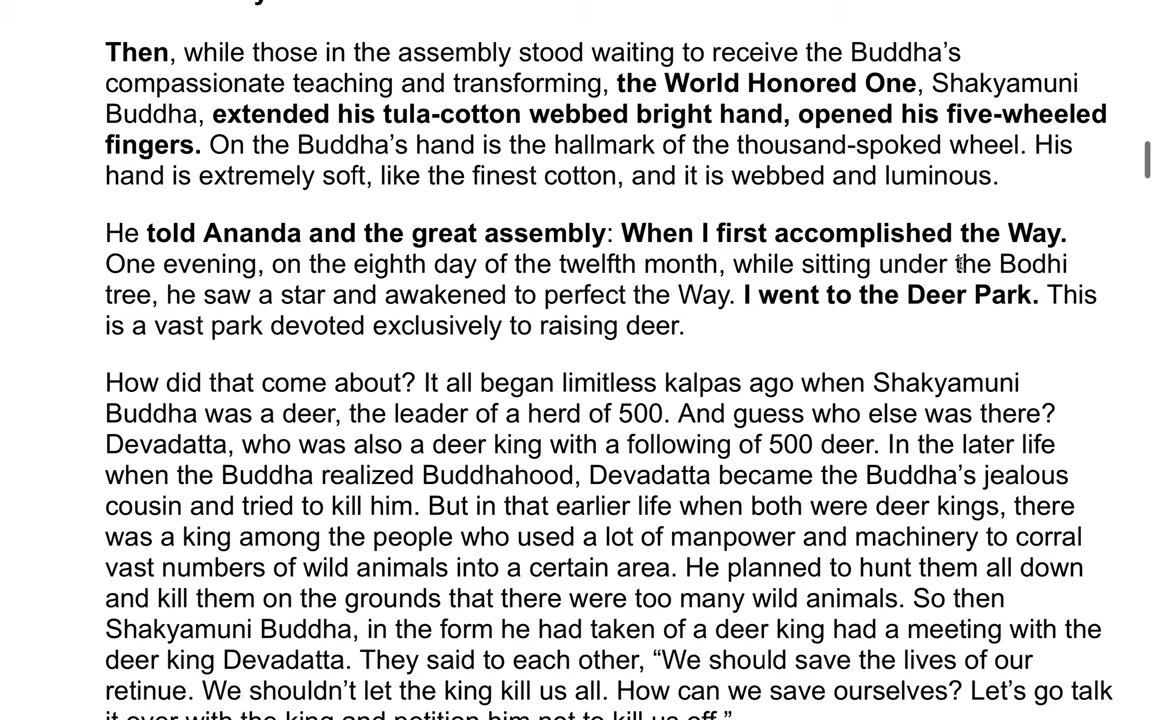 Then, while those in the assembly stood waiting to receive the Buddha’s
compassionate teaching and transforming, the World Honored One, Shakyamuni
Buddha, extended his tula-cotton webbed bright hand, opened his five-wheeled
fingers. On the Buddha’s hand is the hallmark of the thousand-spoked wheel. His
hand is extremely soft, like the finest cotton, and it is webbed and luminous.
He told Ananda and the great assembly: When I first accomplished the Way.
One evening, on the eighth day of the twelfth month, while sitting under the Bodhi
tree, he saw a star and awakened to perfect the Way. I went to the Deer Park. This
is a vast park devoted exclusively to raising deer.
How did that come about? It all began limitless kalpas ago when Shakyamuni
Buddha was a deer, the leader of a herd of 500. And guess who else was there?
Devadatta, who was also a deer king with a following of 500 deer. In the later life
when the Buddha realized Buddhahood, Devadatta became the Buddha’s jealous
cousin and tried to kill him. But in that earlier life when both were deer kings, there
was a king among the people who used a lot of manpower and machinery to corral
vast numbers of wild animals into a certain area. He planned to hunt them all down
and kill them on the grounds that there were too many wild animals. So then
Shakyamuni Buddha, in the form he had taken of a deer king had a meeting with the
deer king Devadatta. They said to each other, “We should save the lives of our
retinue. We shouldn’t let the king kill us all. How can we save ourselves? Let’s go talk
it over with the king and petition him not to kill us off.”